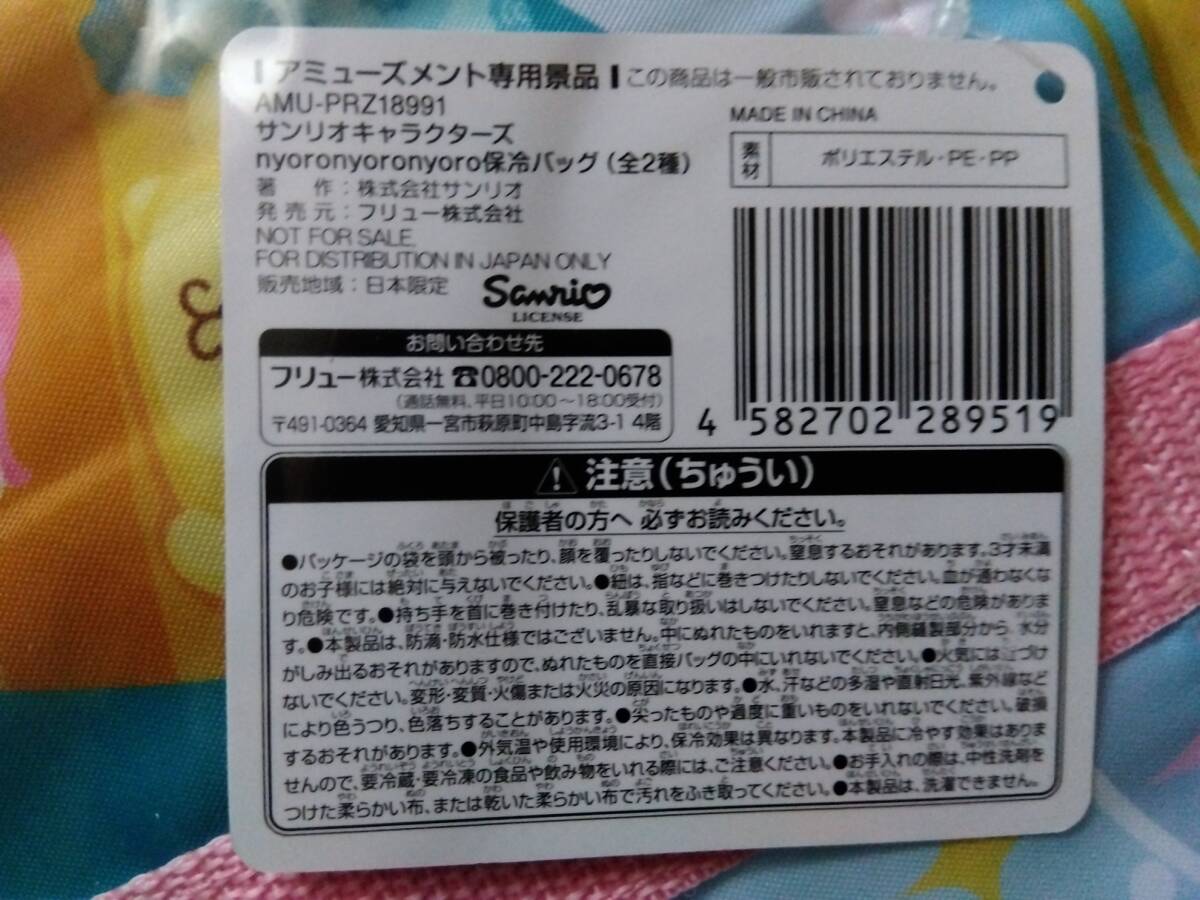 アミューズメント専用景品 この商品は一般市販されておりません。
AMU-PRZ18991
サンリオキャラクターズ
nyoronyoronyoro保冷バッグ(全2種)
著 作:株式会社サンリオ
発売元:フリュー株式会社
NOT FOR SALE.
FOR DISTRIBUTION IN JAPAN ONLY
販売地域:日本限定
Sanrio
LICENSE
MADE IN CHINA
素材 ポリエステル・PE・PP
4 582702 289519
お問い合わせ先
フリュー株式会社 ☎0800-222-0678
(通話無料、平日10:00~18:00受付)
〒491-0364 愛知県一宮市萩原町中島字流3-1 4階
注意(ちゅうい)
保護者の方へ 必ずお読みください。
●パッケージの袋を頭から被ったり、顔を覆ったりしないでください。窒息するおそれがあります。3才未満
のお子様には絶対に与えないでください。●紐は、指などに巻きつけたりしないでください。血が通わなくな
り危険です。●持ち手を首に巻き付けたり、乱暴な取り扱いはしないでください。窒息などの危険がありま
す。●本製品は、防滴・防水仕様ではございません。中にぬれたものをいれますと、内側縫製部分から、水分
がしみ出るおそれがありますので、ぬれたものを直接バッグの中にいれないでください。●火気には近づけ
ないでください。変形・変質・火傷または火災の原因になります。●水、汗などの多湿や直射日光、紫外線など
により色うつり、色落ちすることがあります。●尖ったものや過度に重いものをいれないでください。破損
するおそれがあります。●外気温や使用環境により、保冷効果は異なります。本製品に冷やす効果はありま
せんので、要冷蔵・要冷凍の食品や飲み物をいれる際には、ご注意ください。●お手入れの際は、中性洗剤を
つけた柔らかい布、または乾いた柔らかい布で汚れをふき取ってください。●本製品は、洗濯できません。